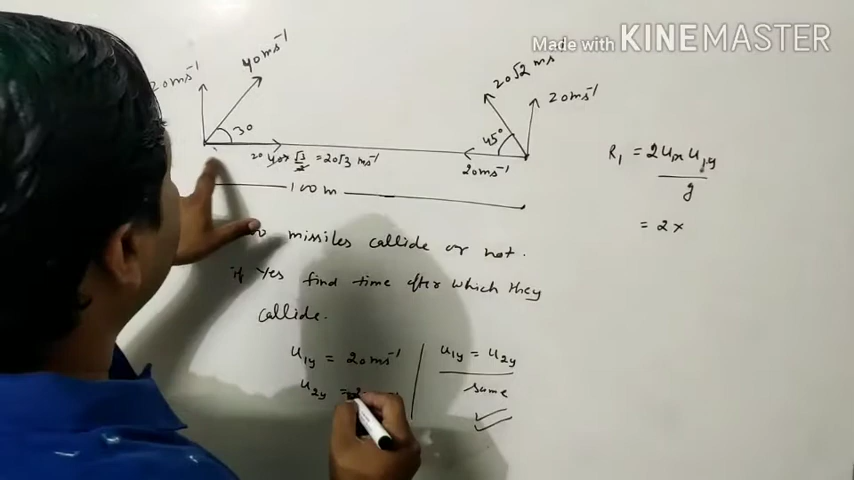 Made with KINEMASTER
20ms⁻¹
40ms⁻¹
20√2 ms
20ms⁻¹
30
45°
20 40× √3/2 = 20√3 ms⁻¹
20ms⁻¹
100 m
missiles collide or not.
if Yes find time after which they
collide.
u₁y = 20ms⁻¹
u₂y =
u₁y = u₂y
same
R₁ = 2uₓu₁y / g
= 2×